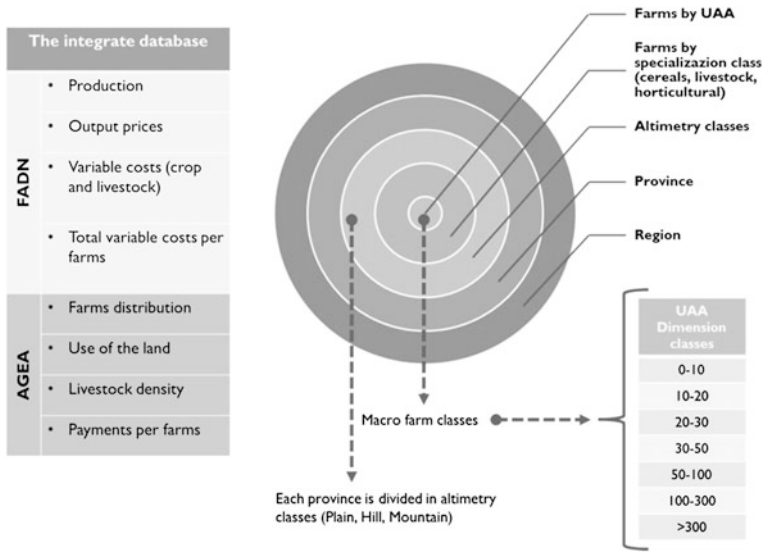 The integrate database
FADN
• Production
• Output prices
• Variable costs (crop
and livestock)
• Total variable costs per
farms
AGEA
• Farms distribution
• Use of the land
• Livestock density
• Payments per farms
Farms by UAA
Farms by
specializazion class
(cereals, livestock,
horticultural)
Altimetry classes
Province
Region
Macro farm classes
Each province is divided in altimetry
classes (Plain, Hill, Mountain)
UAA
Dimension
classes
0-10
10-20
20-30
30-50
50-100
100-300
>300